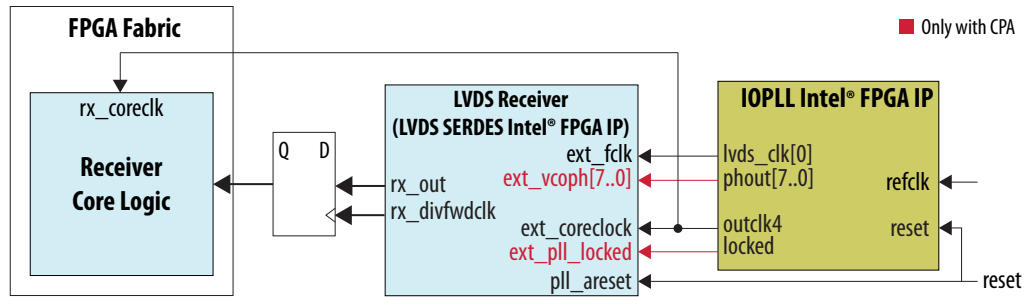 FPGA Fabric
Only with CPA
rx_coreclk
Receiver
Core Logic
Q D
LVDS Receiver
(LVDS SERDES Intel® FPGA IP)
ext_fclk
ext_vcoph[7..0]
rx_out
rx_divfwdclk
ext_coreclock
ext_pll_locked
pll_areset
IOPLL Intel® FPGA IP
lvds_clk[0]
phout[7..0]
refclk
outclk4
reset
locked
reset